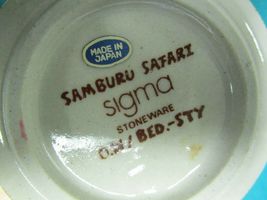 MADE IN
JAPAN
SAMBURU SAFARI
sigma
STONEWARE
BED.-STY